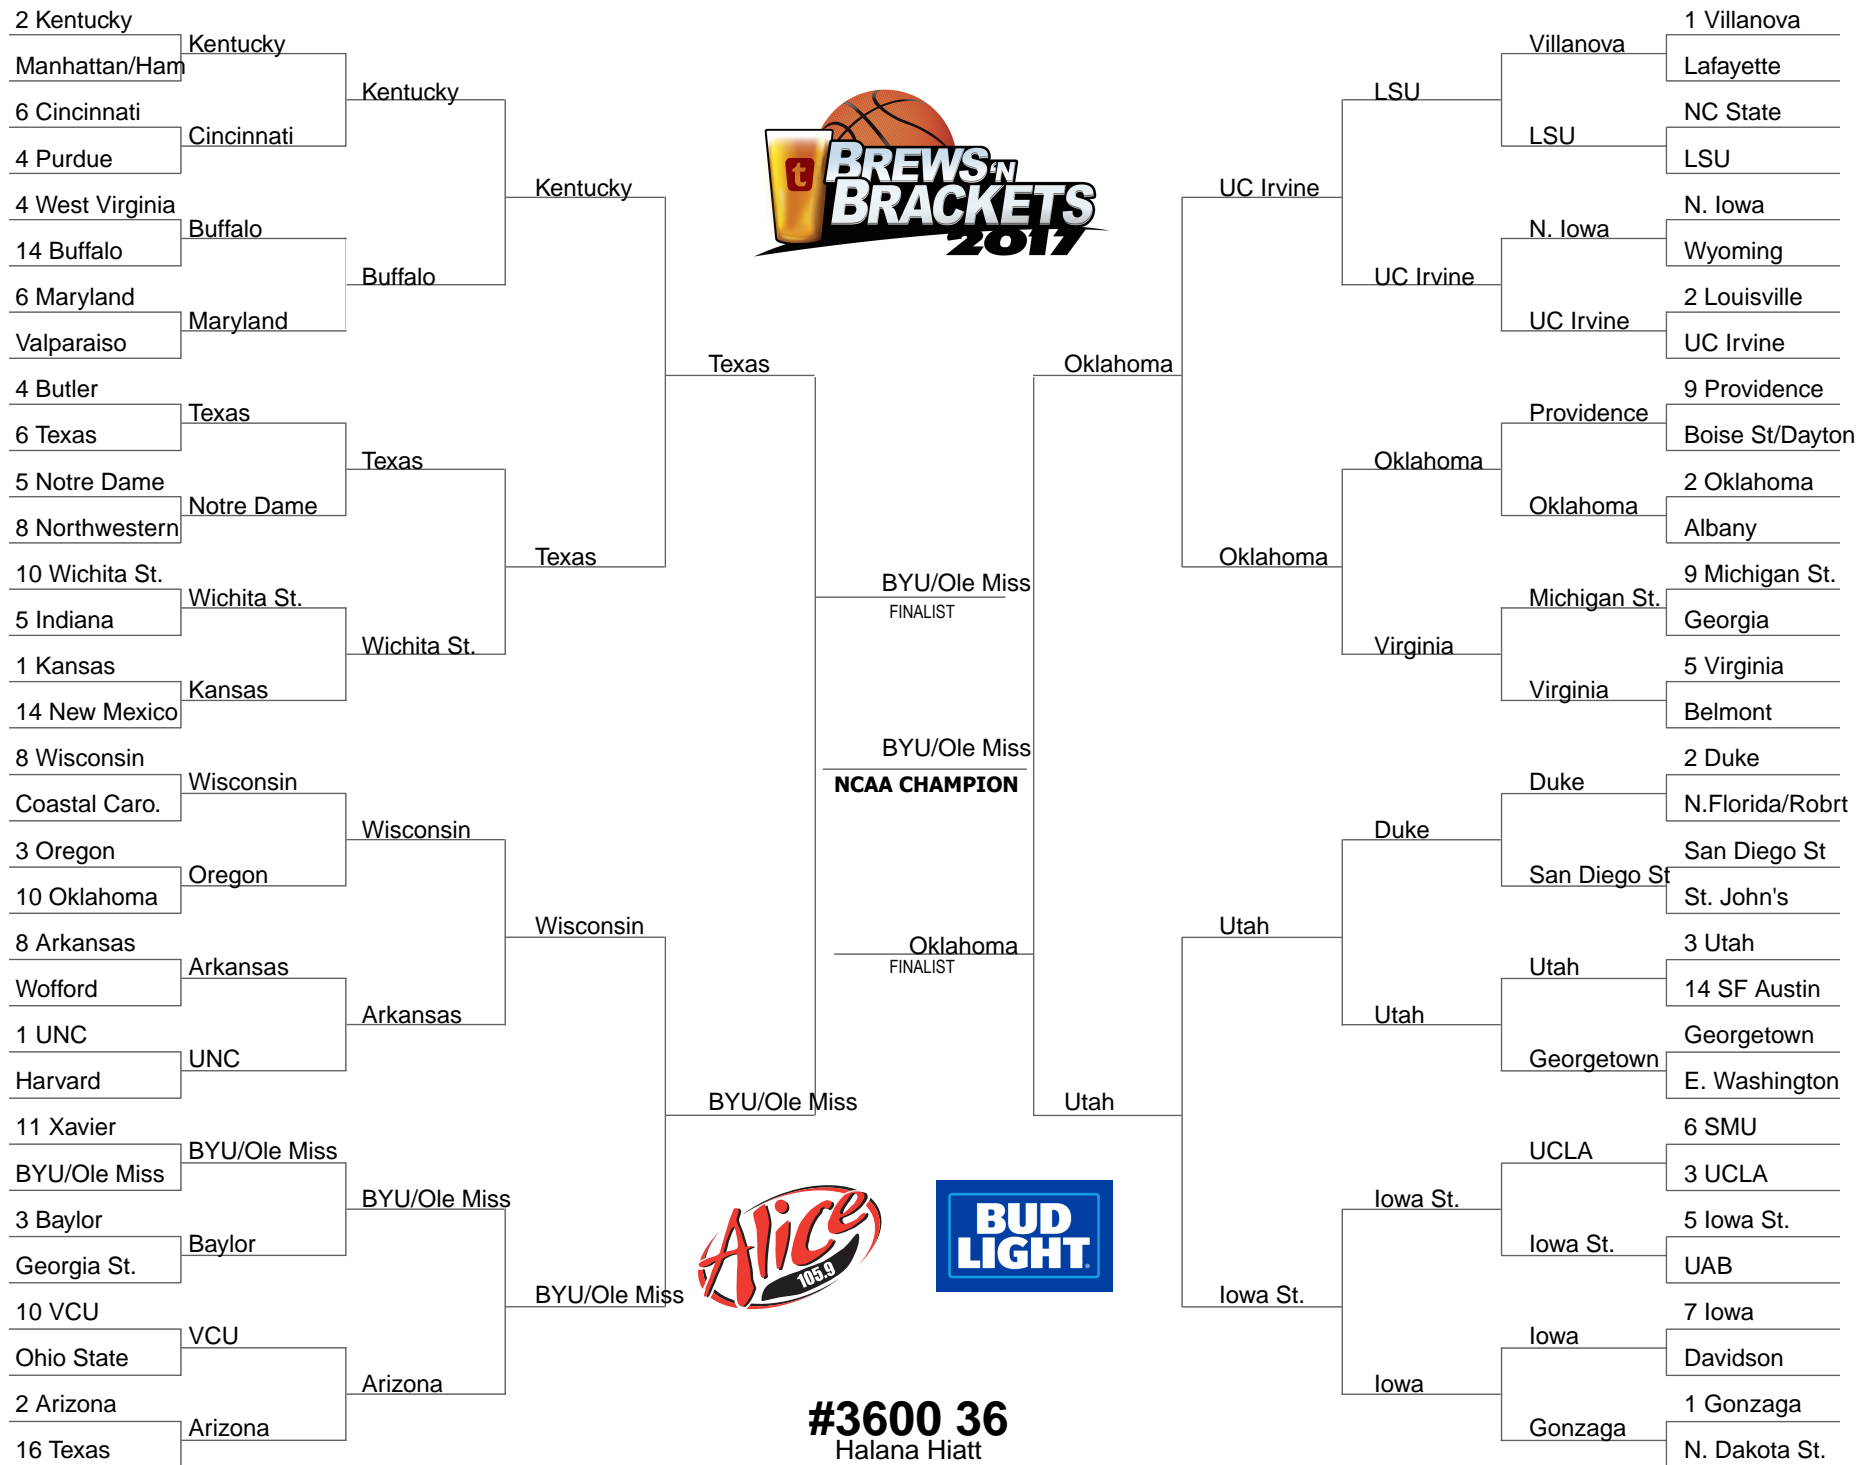 2 Kentucky
Manhattan/Ham
6 Cincinnati
4 Purdue
4 West Virginia
14 Buffalo
6 Maryland
Valparaiso
4 Butler
6 Texas
5 Notre Dame
8 Northwestern
10 Wichita St.
5 Indiana
1 Kansas
14 New Mexico
8 Wisconsin
Coastal Caro.
3 Oregon
10 Oklahoma
8 Arkansas
Wofford
1 UNC
Harvard
11 Xavier
BYU/Ole Miss
3 Baylor
Georgia St.
10 VCU
Ohio State
2 Arizona
16 Texas
Kentucky
Cincinnati
Buffalo
Maryland
Texas
Notre Dame
Wichita St.
Kansas
Wisconsin
Oregon
Arkansas
UNC
BYU/Ole Miss
Baylor
VCU
Arizona
Kentucky
Buffalo
Texas
Wichita St.
Wisconsin
Arkansas
BYU/Ole Miss
Arizona
Kentucky
Texas
Wisconsin
BYU/Ole Miss
Texas
BYU/Ole Miss
t
BREWS 'N
BRACKETS
2017
BYU/Ole Miss
FINALIST
BYU/Ole Miss
NCAA CHAMPION
Oklahoma
FINALIST
Alice
105.9
BUD
LIGHT
#3600 36
Halana Hiatt
Oklahoma
Utah
UC Irvine
Oklahoma
Utah
Iowa St.
LSU
UC Irvine
Oklahoma
Virginia
Duke
Utah
Iowa St.
Iowa
Villanova
LSU
N. Iowa
UC Irvine
Providence
Oklahoma
Michigan St.
Virginia
Duke
San Diego St
Utah
Georgetown
UCLA
Iowa St.
Iowa
Gonzaga
1 Villanova
Lafayette
NC State
LSU
N. Iowa
Wyoming
2 Louisville
UC Irvine
9 Providence
Boise St/Dayton
2 Oklahoma
Albany
9 Michigan St.
Georgia
5 Virginia
Belmont
2 Duke
N.Florida/Robrt
San Diego St
St. John's
3 Utah
14 SF Austin
Georgetown
E. Washington
6 SMU
3 UCLA
5 Iowa St.
UAB
7 Iowa
Davidson
1 Gonzaga
N. Dakota St.